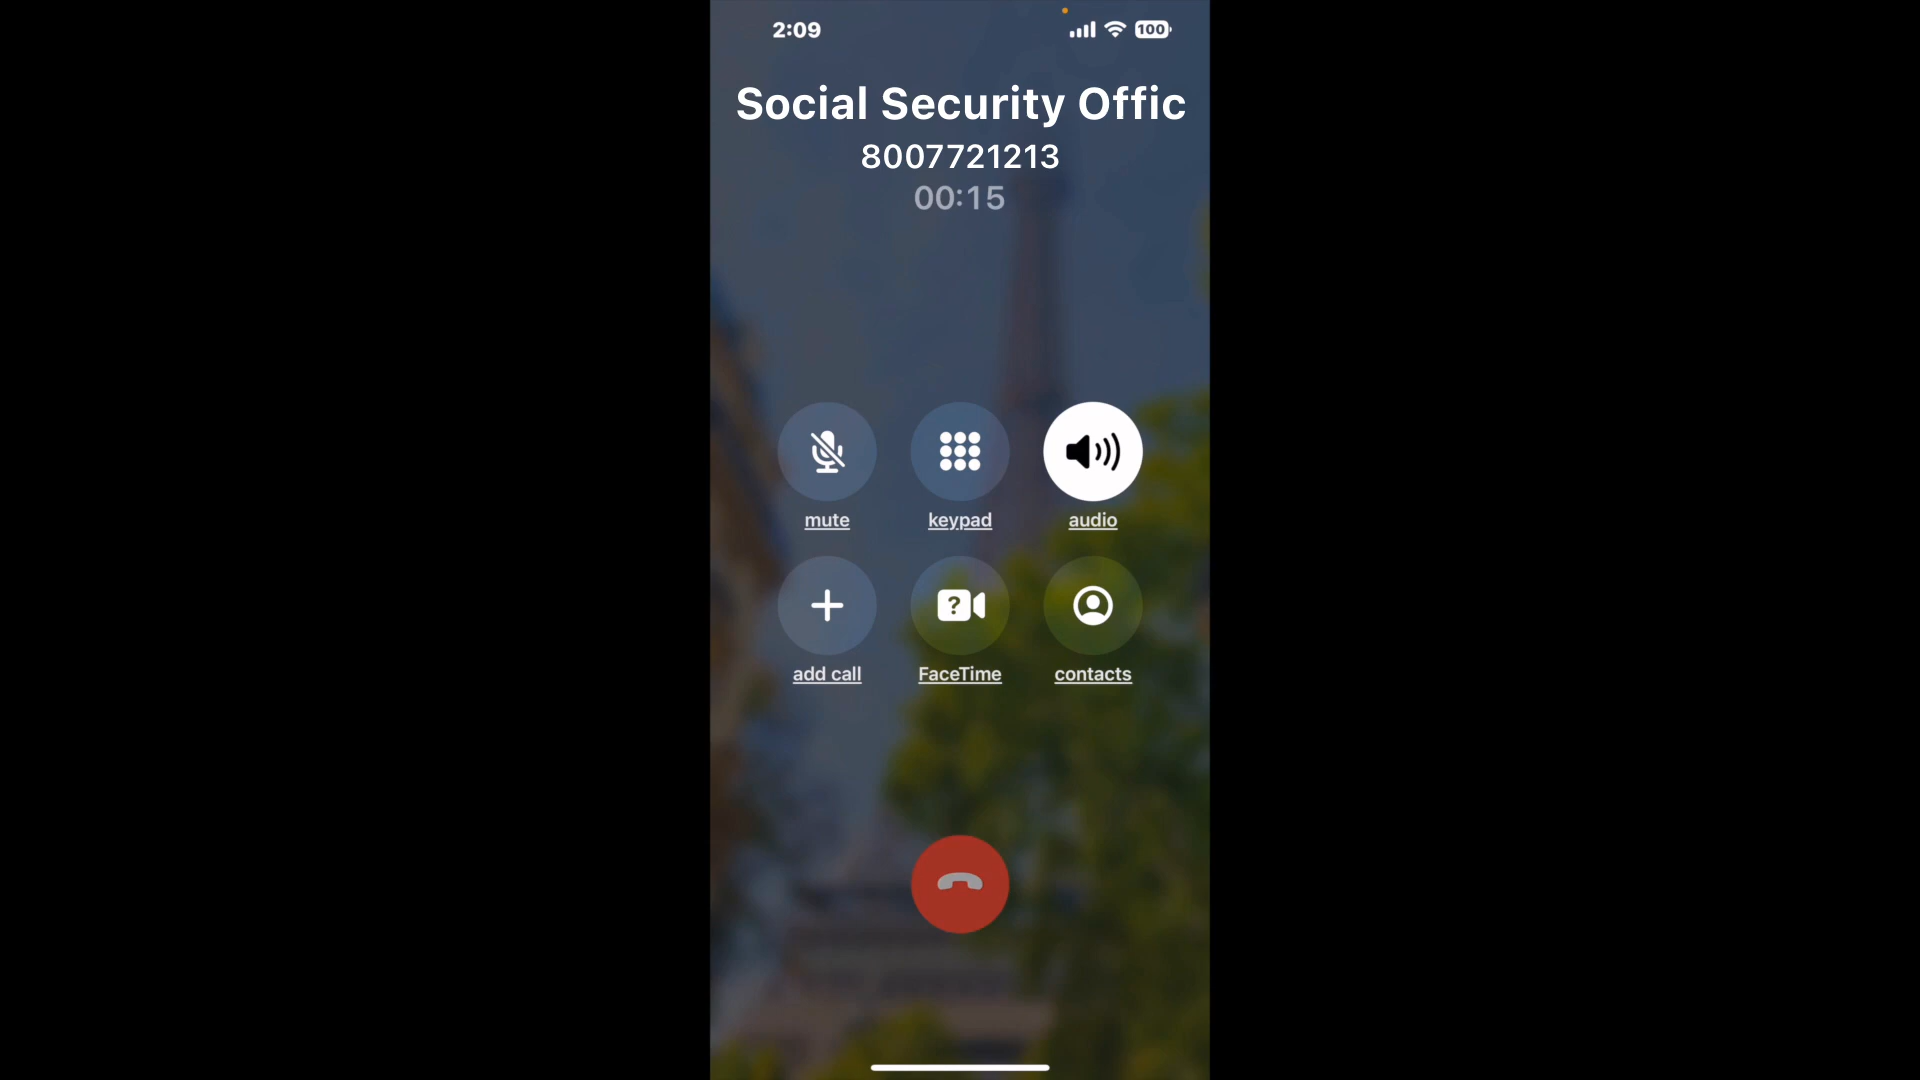 2:09
100
Social Security Offic
8007721213
00:15
mute
keypad
audio
?
add call
FaceTime
contacts